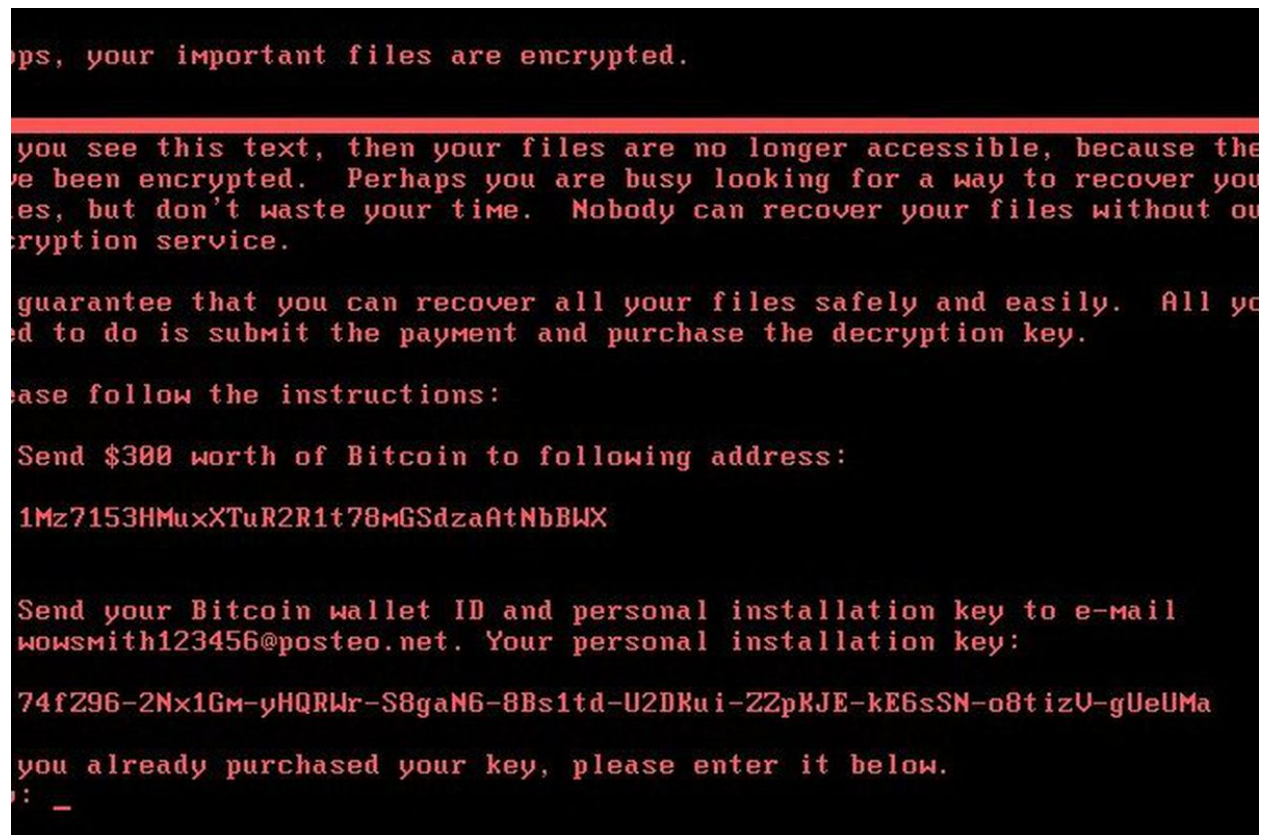 ops, your important files are encrypted.
you see this text, then your files are no longer accessible, because the
ve been encrypted.  Perhaps you are busy looking for a way to recover you
es, but don't waste your time.  Nobody can recover your files without ou
cryption service.
guarantee that you can recover all your files safely and easily.  All yo
ed to do is submit the payment and purchase the decryption key.
ease follow the instructions:
Send $300 worth of Bitcoin to following address:
1Mz7153HMuxXTuR2R1t78mGSdzaAtNbBWX
Send your Bitcoin wallet ID and personal installation key to e-mail
wowsmith123456@posteo.net. Your personal installation key:
74fZ96-2Nx1Gm-yHQRWr-S8gaN6-8Bs1td-U2DKui-ZZpKJE-kE6sSN-o8tizV-gUeUMa
you already purchased your key, please enter it below.
: _